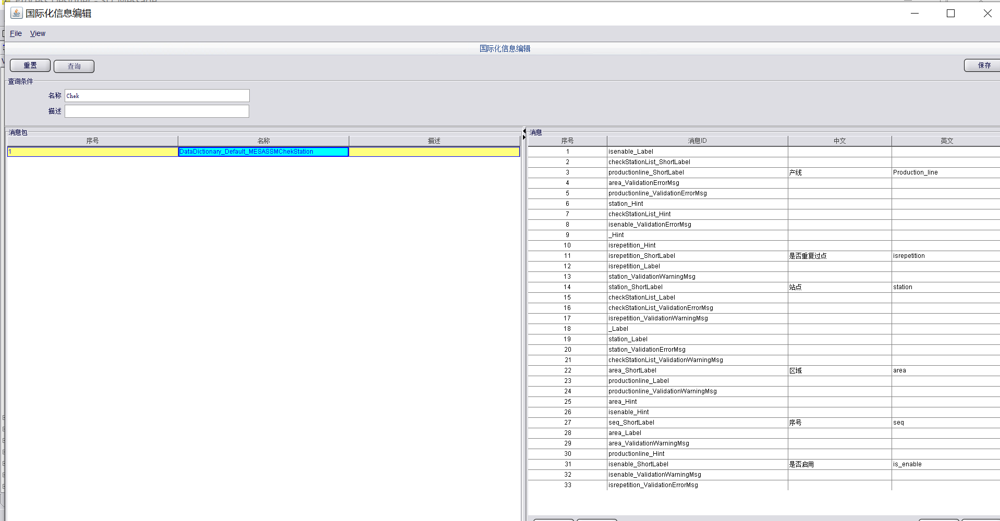 国际化信息编辑
File View
国际化信息编辑
重置 查询 保存
查询条件
名称 Chek
描述
消息包
序号 名称 描述
1 DataDictionary_Default_MESASSMChekStation
消息
序号 消息ID 中文 英文
1 isenable_Label
2 checkStationList_ShortLabel
3 productionline_ShortLabel 产线 Production_line
4 area_ValidationErrorMsg
5 productionline_ValidationErrorMsg
6 station_Hint
7 checkStationList_Hint
8 isenable_ValidationErrorMsg
9 _Hint
10 isrepetition_Hint
11 isrepetition_ShortLabel 是否重复过点 isrepetition
12 isrepetition_Label
13 station_ValidationWarningMsg
14 station_ShortLabel 站点 station
15 checkStationList_Label
16 checkStationList_ValidationErrorMsg
17 isrepetition_ValidationWarningMsg
18 _Label
19 station_Label
20 station_ValidationErrorMsg
21 checkStationList_ValidationWarningMsg
22 area_ShortLabel 区域 area
23 productionline_Label
24 productionline_ValidationWarningMsg
25 area_Hint
26 isenable_Hint
27 seq_ShortLabel 序号 seq
28 area_Label
29 area_ValidationWarningMsg
30 productionline_Hint
31 isenable_ShortLabel 是否启用 is_enable
32 isenable_ValidationWarningMsg
33 isrepetition_ValidationErrorMsg